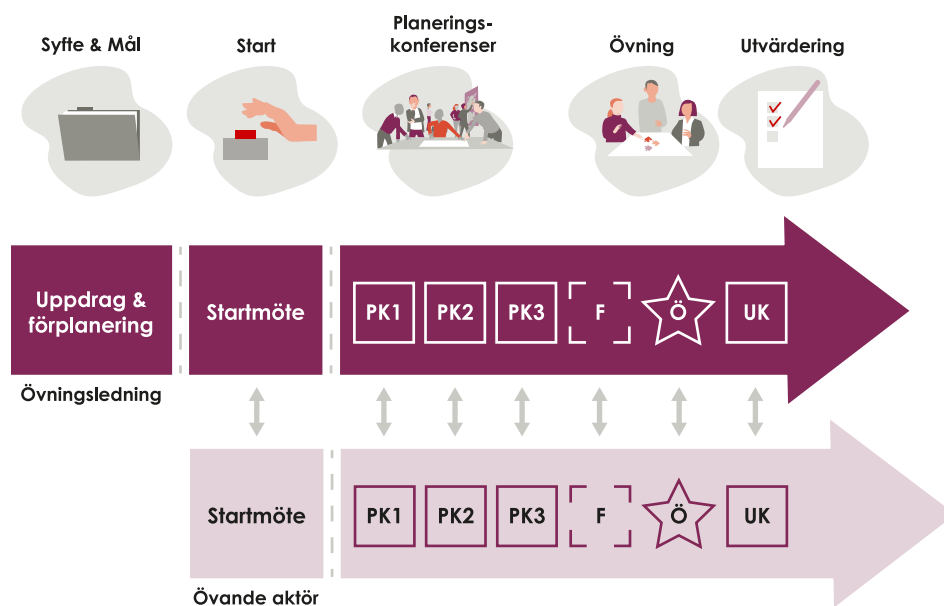 Syfte & Mål
Start
Planerings-
konferenser
Övning
Utvärdering
Uppdrag &
förplanering
Startmöte
PK1
PK2
PK3
F
Ö
UK
Övningsledning
Startmöte
PK1
PK2
PK3
F
Ö
UK
Övande aktör